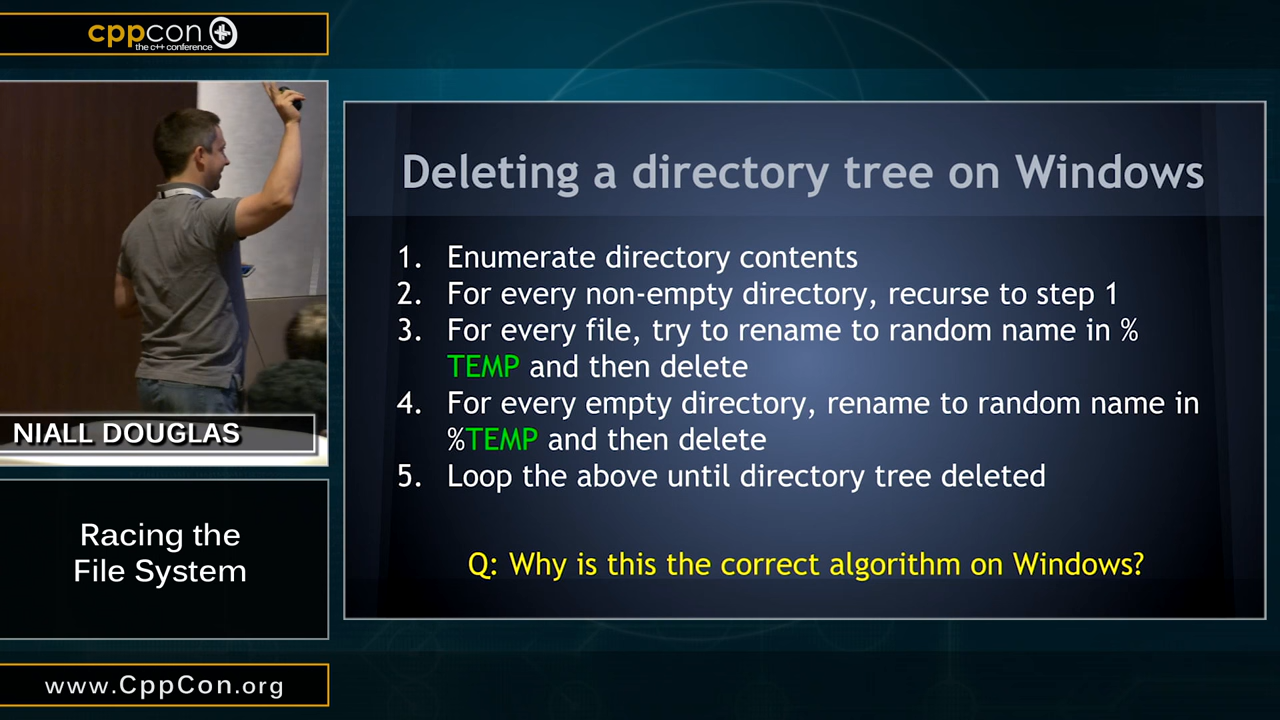 cppcon
the c++ conference
NIALL DOUGLAS
Racing the
File System
www.CppCon.org
Deleting a directory tree on Windows
1. Enumerate directory contents
2. For every non-empty directory, recurse to step 1
3. For every file, try to rename to random name in %
TEMP and then delete
4. For every empty directory, rename to random name in
%TEMP and then delete
5. Loop the above until directory tree deleted
Q: Why is this the correct algorithm on Windows?